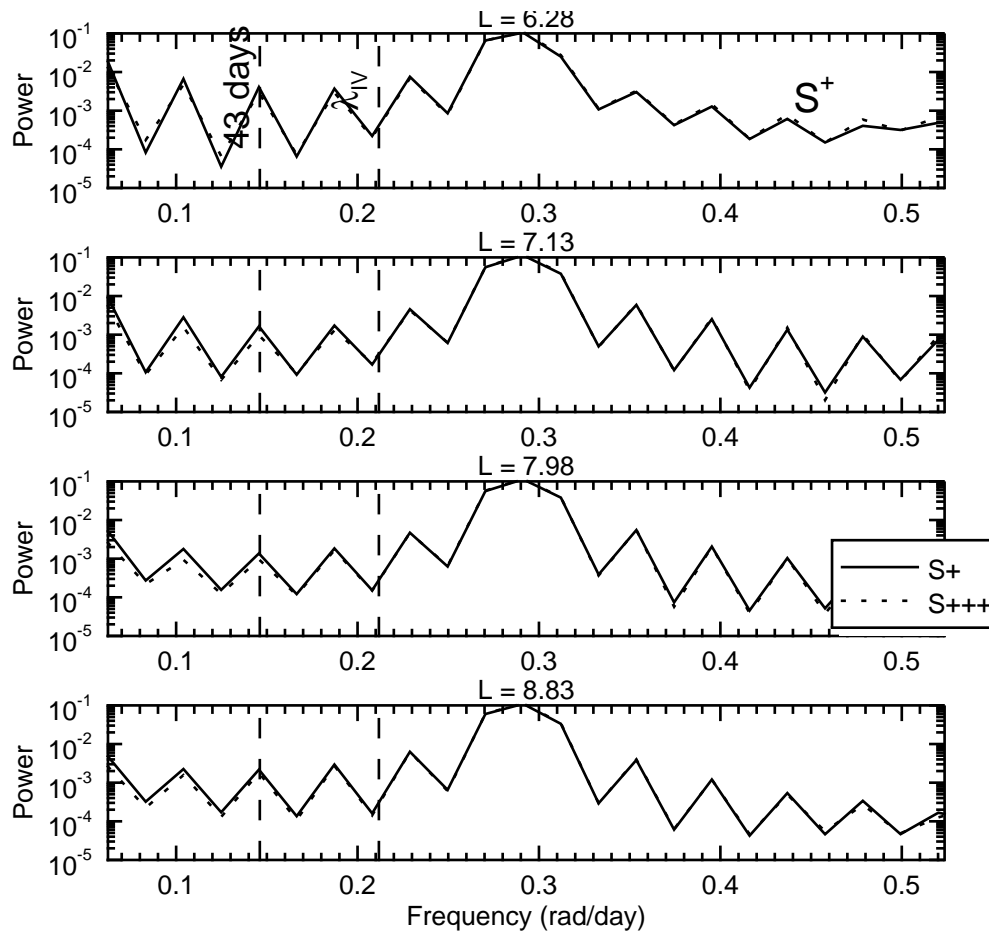 L = 6.28
10^-1
10^-2
10^-3
10^-4
10^-5
Power
43 days
λ_IV
S^+
0.1 0.2 0.3 0.4 0.5
L = 7.13
10^-1
10^-2
10^-3
10^-4
10^-5
Power
0.1 0.2 0.3 0.4 0.5
L = 7.98
10^-1
10^-2
10^-3
10^-4
10^-5
Power
S+
S+++
0.1 0.2 0.3 0.4 0.5
L = 8.83
10^-1
10^-2
10^-3
10^-4
10^-5
Power
0.1 0.2 0.3 0.4 0.5
Frequency (rad/day)